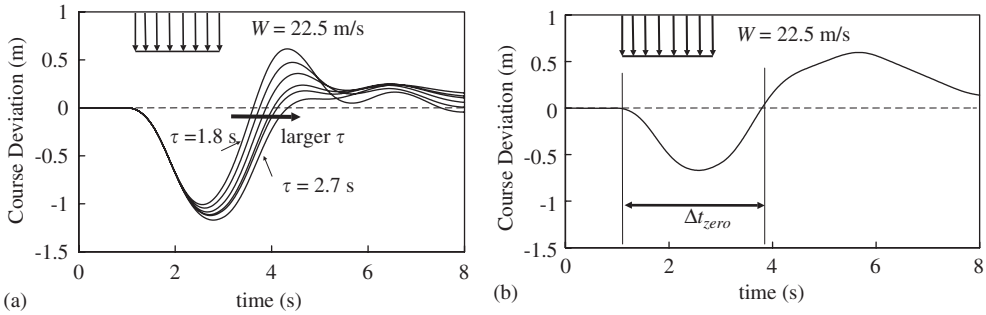 1
0.5
0
-0.5
-1
-1.5
Course Deviation (m)
W = 22.5 m/s
τ =1.8 s
larger τ
τ = 2.7 s
0
2
4
6
8
time (s)
(a)
1
0.5
0
-0.5
-1
-1.5
Course Deviation (m)
W = 22.5 m/s
Δt_zero
0
2
4
6
8
time (s)
(b)